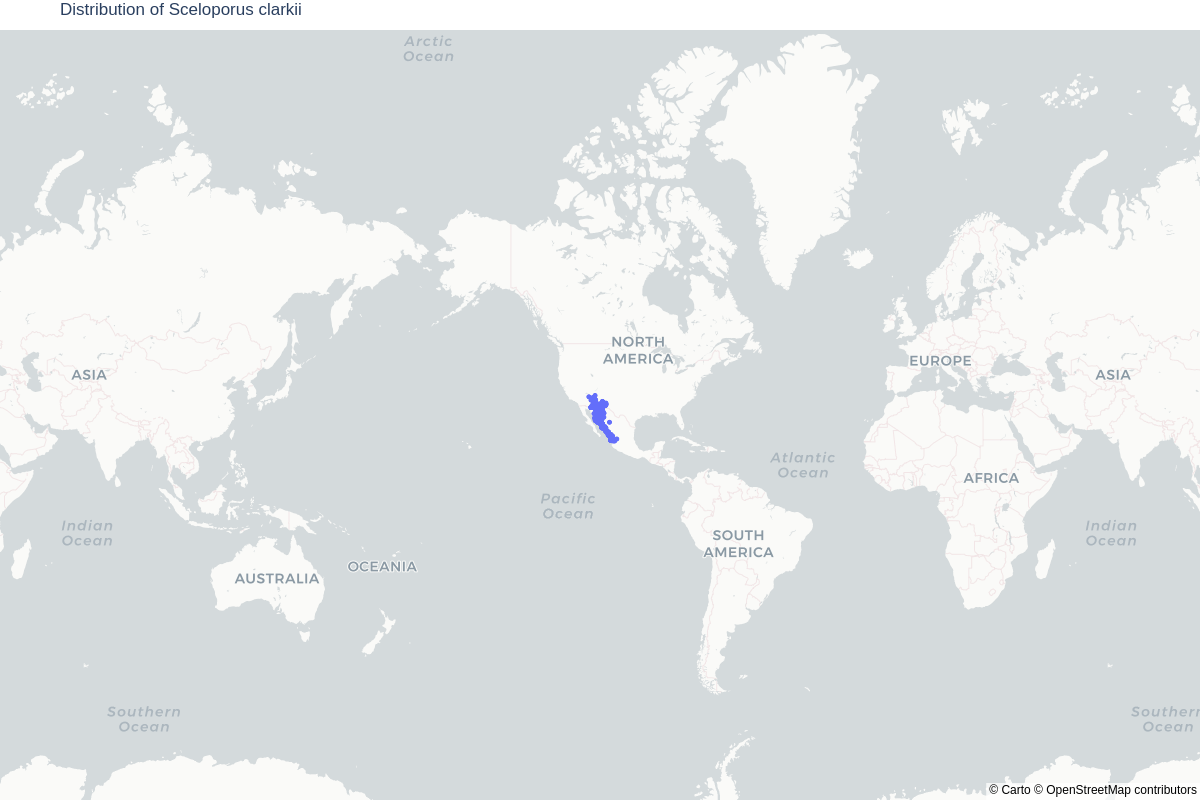 Distribution of Sceloporus clarkii
Arctic
Ocean
NORTH
AMERICA
EUROPE
ASIA
ASIA
Atlantic
Ocean
AFRICA
Pacific
Ocean
Indian
Ocean
Indian
Ocean
SOUTH
AMERICA
OCEANIA
AUSTRALIA
Southern
Ocean
Southern
Ocean
© Carto © OpenStreetMap contributors